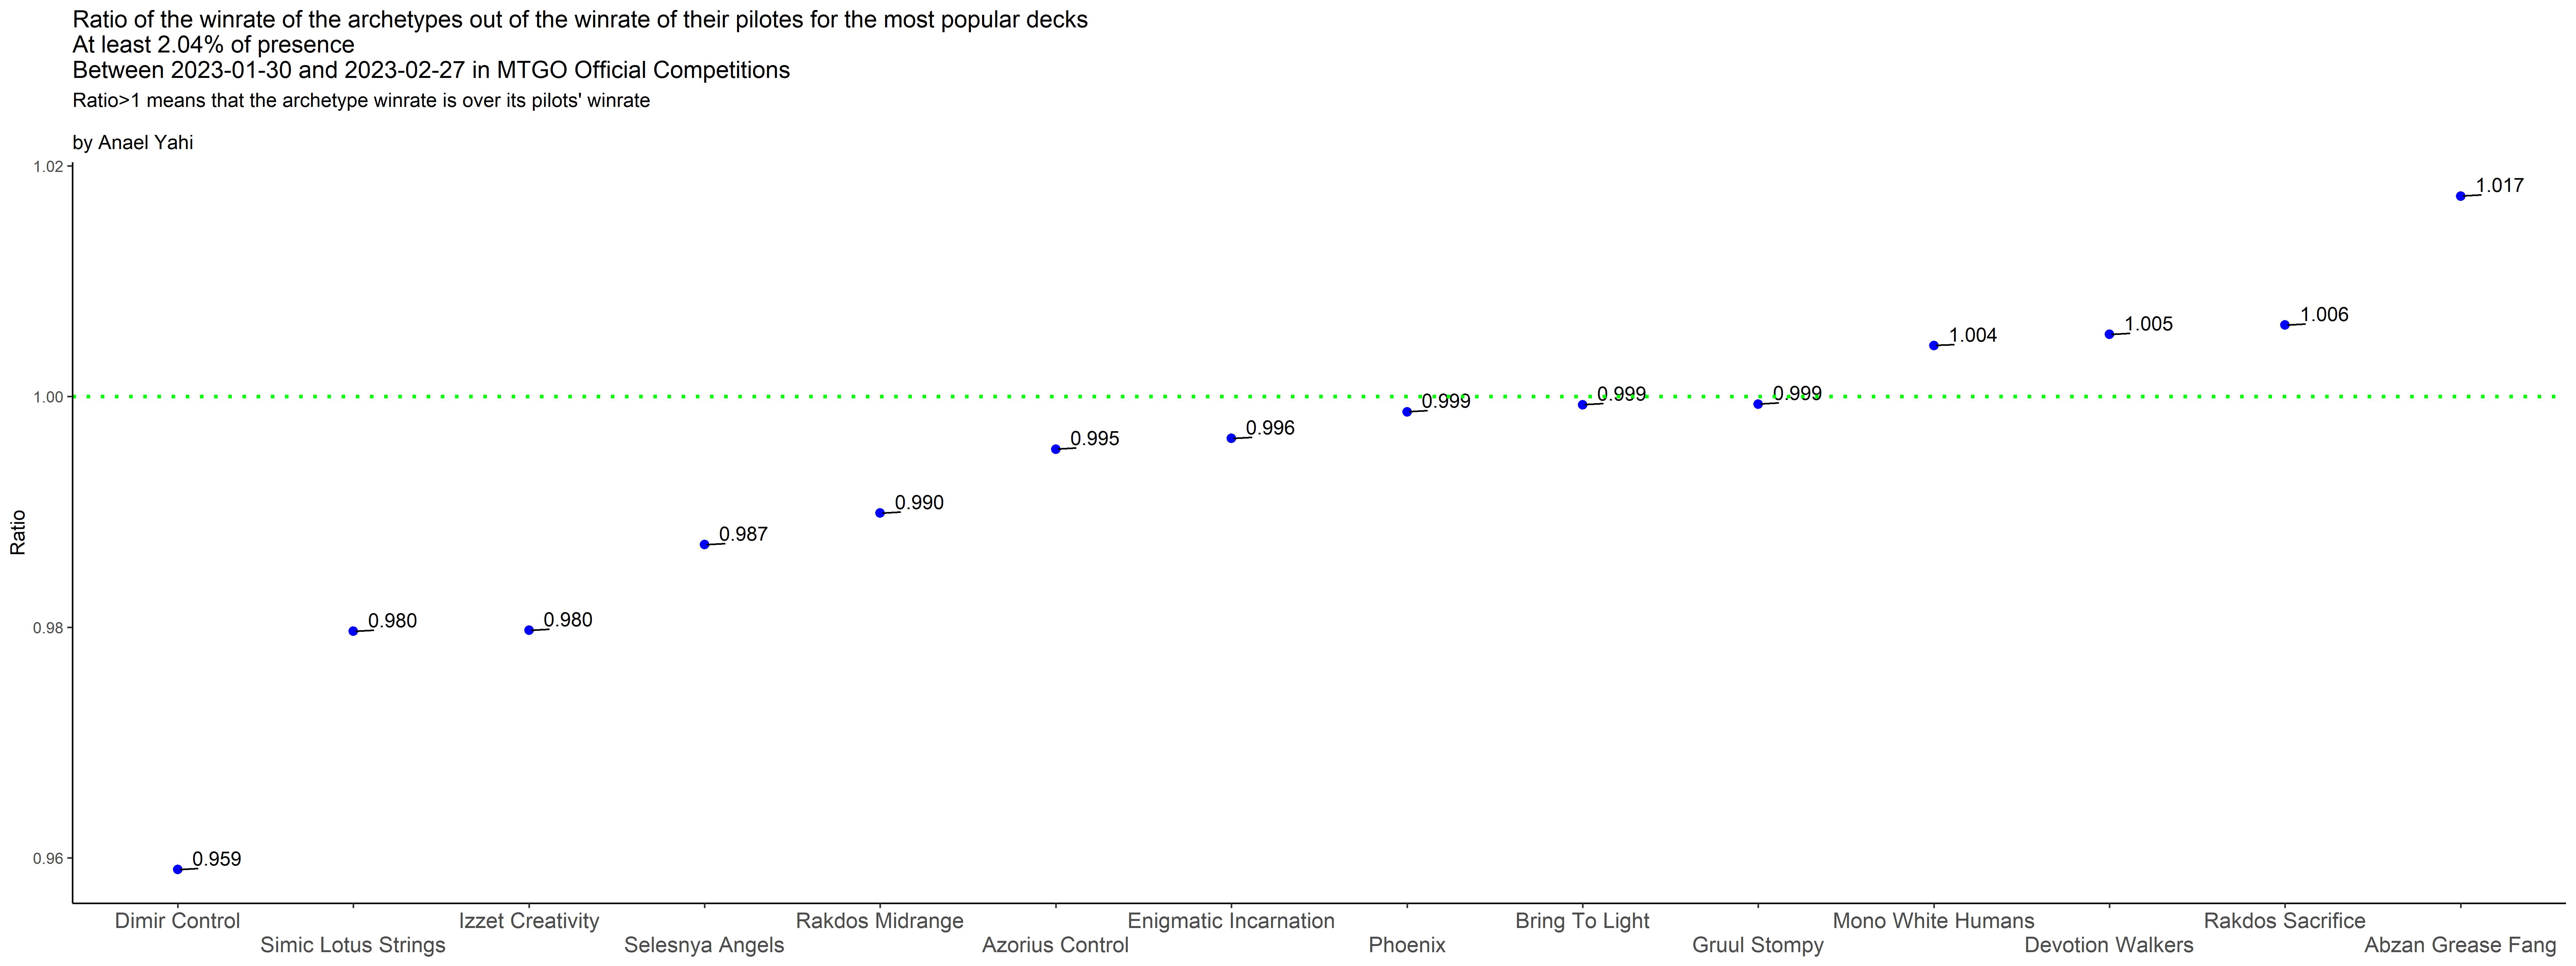 Ratio of the winrate of the archetypes out of the winrate of their pilotes for the most popular decks
At least 2.04% of presence
Between 2023-01-30 and 2023-02-27 in MTGO Official Competitions
Ratio>1 means that the archetype winrate is over its pilots' winrate
by Anael Yahi
1.02
1.017
1.006
1.005
1.004
1.00
0.999
0.999
0.999
0.996
0.995
0.990
0.987
Ratio
0.98
0.980
0.980
0.96
0.959
Dimir Control
Simic Lotus Strings
Izzet Creativity
Selesnya Angels
Rakdos Midrange
Azorius Control
Enigmatic Incarnation
Phoenix
Bring To Light
Gruul Stompy
Mono White Humans
Devotion Walkers
Rakdos Sacrifice
Abzan Grease Fang